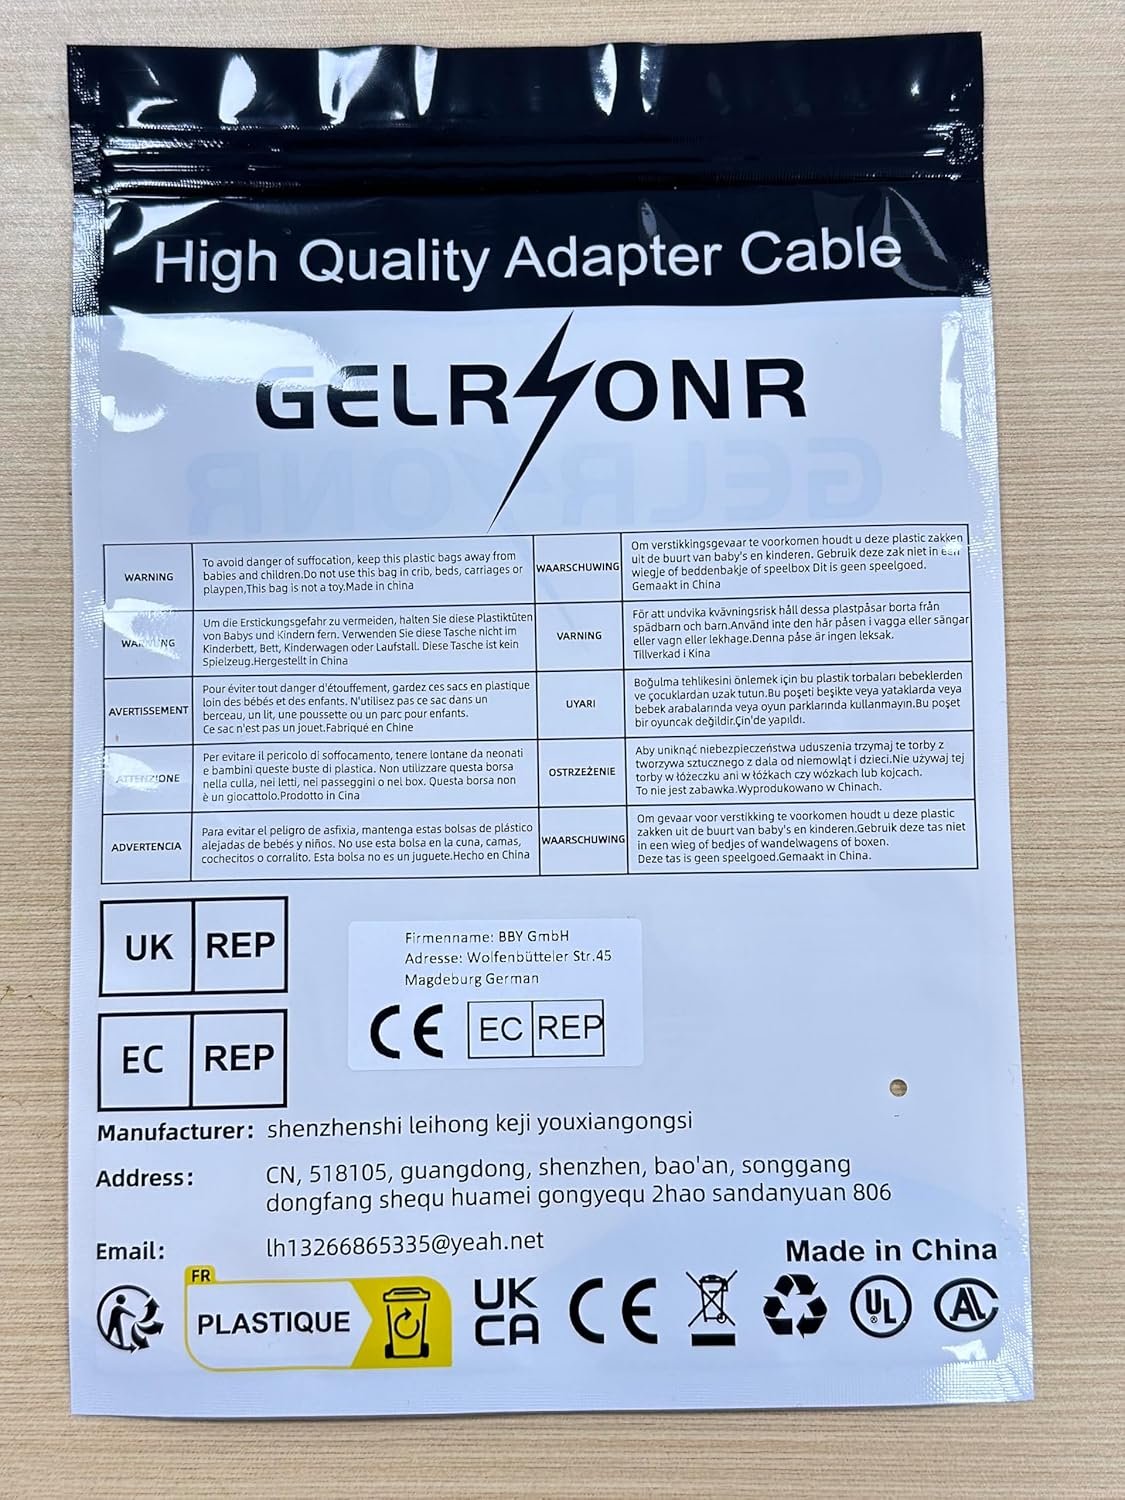 High Quality Adapter Cable
GELRSONR
WARNING
To avoid danger of suffocation, keep this plastic bags away from
babies and children.Do not use this bag in crib, beds, carriages or
playpen,This bag is not a toy.Made in china
WARNUNG
Um die Erstickungsgefahr zu vermeiden, halten Sie diese Plastiktüten
von Babys und Kindern fern. Verwenden Sie diese Tasche nicht im
Kinderbett, Bett, Kinderwagen oder Laufstall. Diese Tasche ist kein
Spielzeug.Hergestellt in China
AVERTISSEMENT
Pour éviter tout danger d'étouffement, gardez ces sacs en plastique
loin des bébés et des enfants. N'utilisez pas ce sac dans un
berceau, un lit, une poussette ou un parc pour enfants.
Ce sac n'est pas un jouet.Fabriqué en Chine
ATTENZIONE
Per evitare il pericolo di soffocamento, tenere lontane da neonati
e bambini queste buste di plastica. Non utilizzare questa borsa
nella culla, nei letti, nei passeggini o nel box. Questa borsa non
è un giocattolo.Prodotto in Cina
ADVERTENCIA
Para evitar el peligro de asfixia, mantenga estas bolsas de plástico
alejadas de bebés y niños. No use esta bolsa en la cuna, camas,
cochecitos o corralito. Esta bolsa no es un juguete.Hecho en China
WAARSCHUWING
Om verstikkingsgevaar te voorkomen houdt u deze plastic zakken
uit de buurt van baby's en kinderen. Gebruik deze zak niet in een
wiegje of beddenbakje of speelbox Dit is geen speelgoed.
Gemaakt in China
VARNING
För att undvika kvävningsrisk håll dessa plastpåsar borta från
spädbarn och barn.Använd inte den här påsen i vagga eller sängar
eller vagn eller lekhage.Denna påse är ingen leksak.
Tillverkad i Kina
UYARI
Boğulma tehlikesini önlemek için bu plastik torbaları bebeklerden
ve çocuklardan uzak tutun.Bu poşeti beşikte veya yataklarda veya
bebek arabalarında veya oyun parklarında kullanmayın.Bu poşet
bir oyuncak değildir.Çin'de yapıldı.
OSTRZEŻENIE
Aby uniknąć niebezpieczeństwa uduszenia trzymaj te torby z
tworzywa sztucznego z dala od niemowląt i dzieci.Nie używaj tej
torby w łóżeczku ani w łóżkach czy wózkach lub kojcach.
To nie jest zabawka.Wyprodukowano w Chinach.
WAARSCHUWING
Om gevaar voor verstikking te voorkomen houdt u deze plastic
zakken uit de buurt van baby's en kinderen.Gebruik deze tas niet
in een wieg of bedjes of wandelwagens of boxen.
Deze tas is geen speelgoed.Gemaakt in China.
UK REP
EC REP
Firmenname: BBY GmbH
Adresse: Wolfenbütteler Str.45
Magdeburg German
CE EC REP
Manufacturer: shenzhenshi leihong keji youxiangongsi
Address: CN, 518105, guangdong, shenzhen, bao'an, songgang
dongfang shequ huamei gongyequ 2hao sandanyuan 806
Email: lh13266865335@yeah.net
Made in China
FR
PLASTIQUE
UK
CA
CE
UL